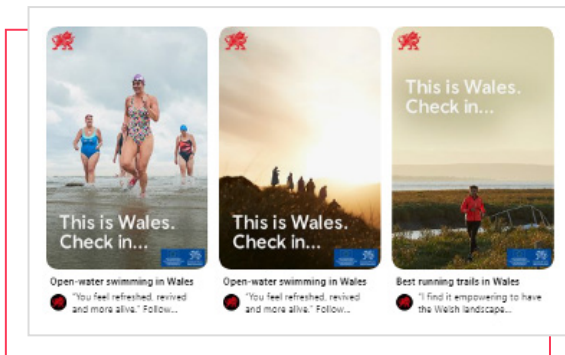 This is Wales.
Check in...
Open-water swimming in Wales
"You feel refreshed, revived
and more alive." Follow...
This is Wales.
Check in...
Open-water swimming in Wales
"You feel refreshed, revived
and more alive." Follow...
This is Wales.
Check in...
Best running trails in Wales
"I find it empowering to have
the Welsh landscape...